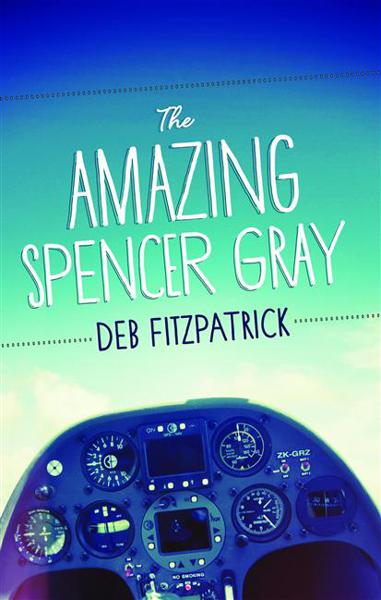 The
AMAZING
SPENCER GRAY
DEB FITZPATRICK
ZK-GRZ
NO SMOKING